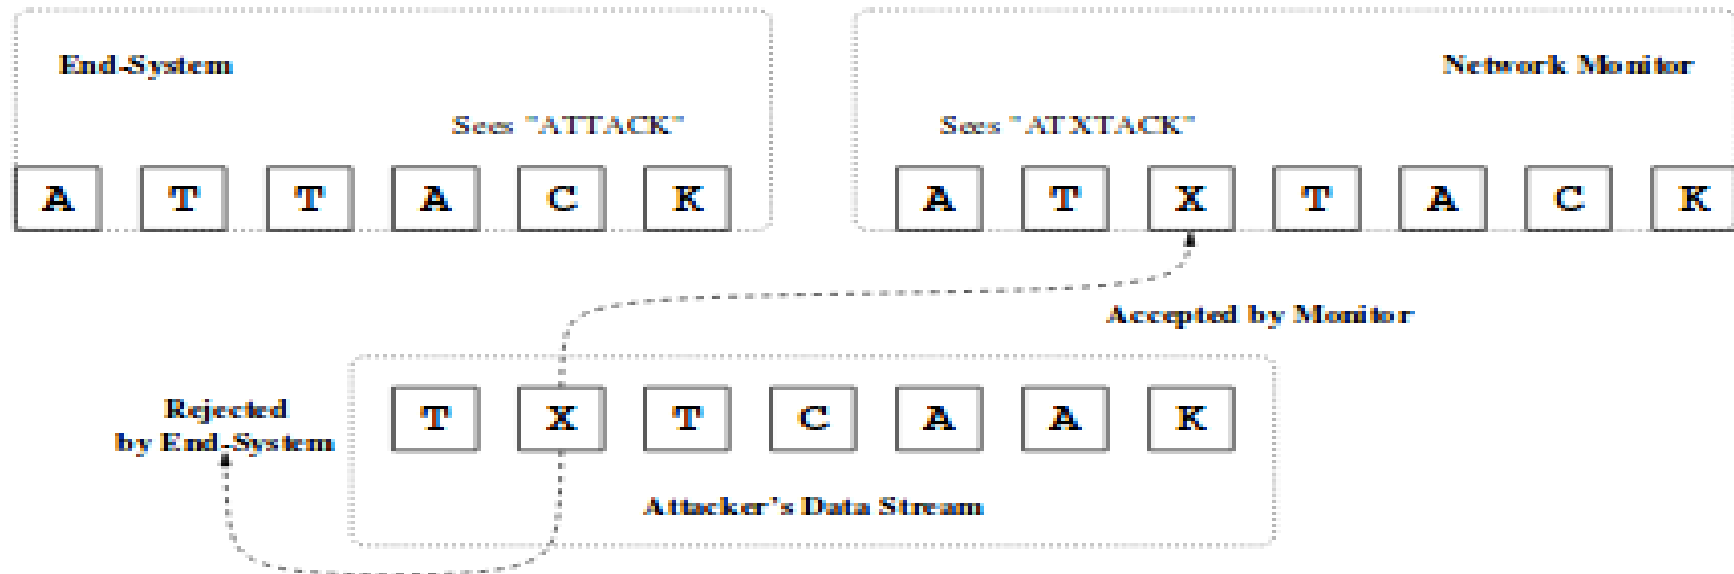 End-System
Network Monitor
Sees "ATTACK"
Sees "ATXTACK"
A T T A C K
A T X T A C K
Accepted by Monitor
Rejected
by End-System
T X T C A A K
Attacker's Data Stream